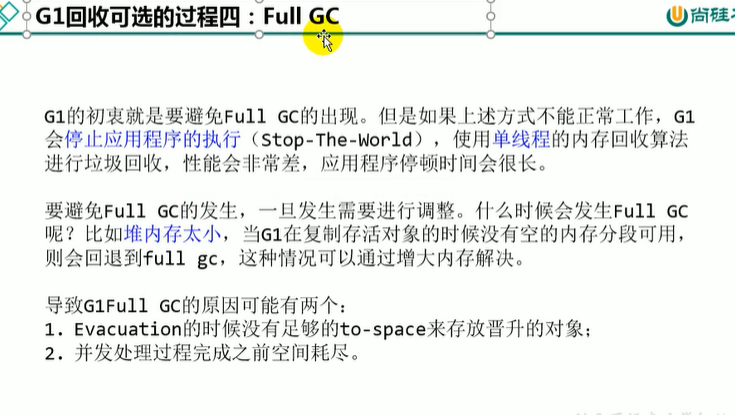 G1回收可选的过程四：Full GC
尚硅
G1的初衷就是要避免Full GC的出现。但是如果上述方式不能正常工作，G1
会停止应用程序的执行（Stop-The-World），使用单线程的内存回收算法
进行垃圾回收，性能会非常差，应用程序停顿时间会很长。
要避免Full GC的发生，一旦发生需要进行调整。什么时候会发生Full GC
呢？比如堆内存太小，当G1在复制存活对象的时候没有空的内存分段可用，
则会回退到full gc，这种情况可以通过增大内存解决。
导致G1Full GC的原因可能有两个：
1．Evacuation的时候没有足够的to-space来存放晋升的对象；
2．并发处理过程完成之前空间耗尽。